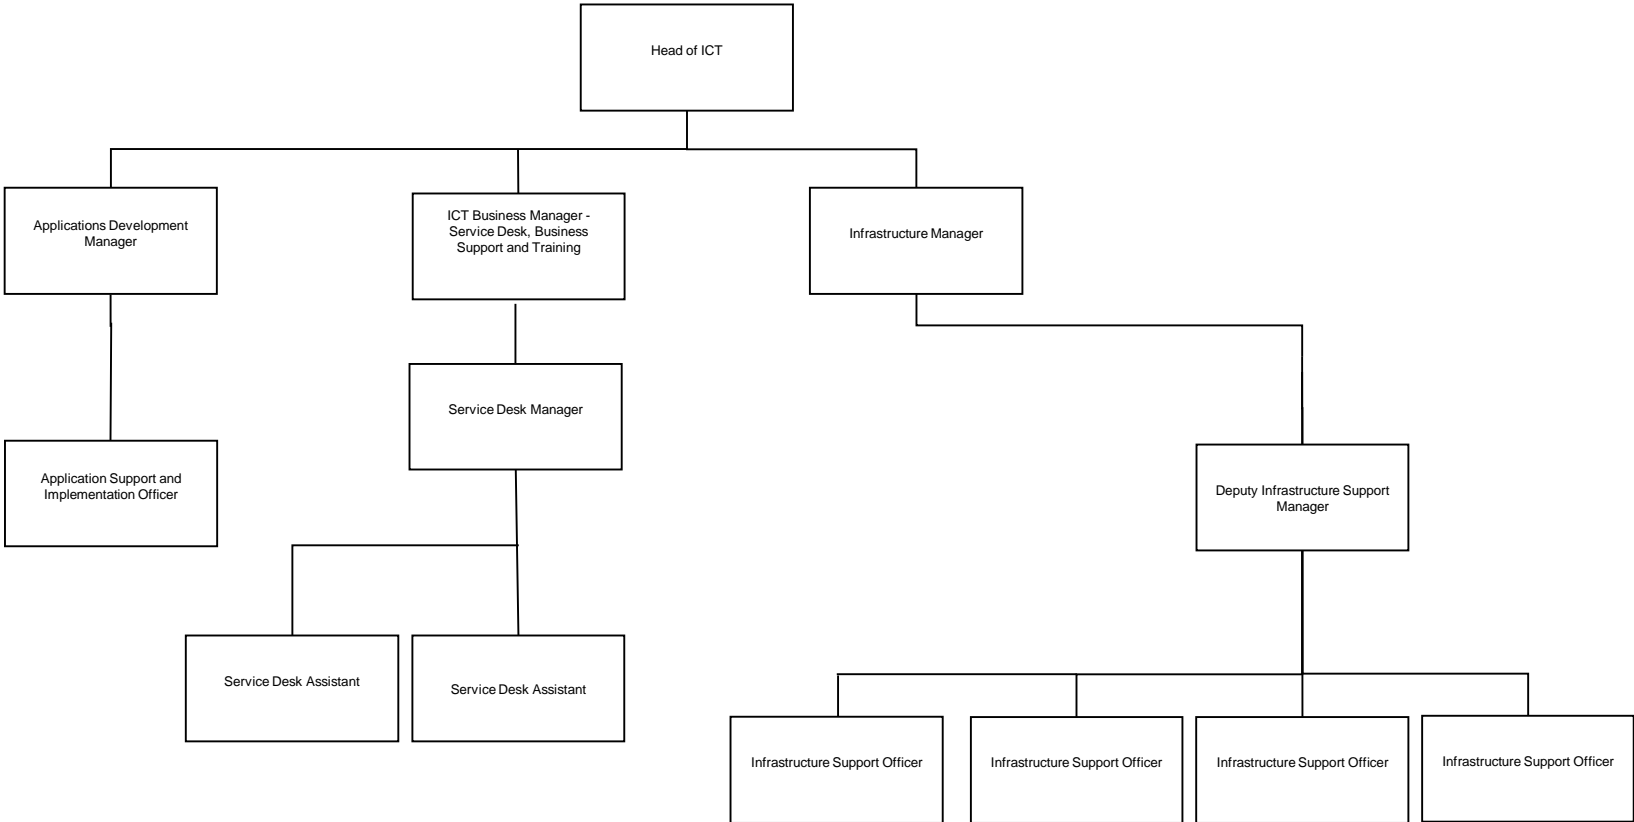 Head of ICT
Applications Development
Manager
ICT Business Manager -
Service Desk, Business
Support and Training
Infrastructure Manager
Service Desk Manager
Application Support and
Implementation Officer
Deputy Infrastructure Support
Manager
Service Desk Assistant
Service Desk Assistant
Infrastructure Support Officer
Infrastructure Support Officer
Infrastructure Support Officer
Infrastructure Support Officer